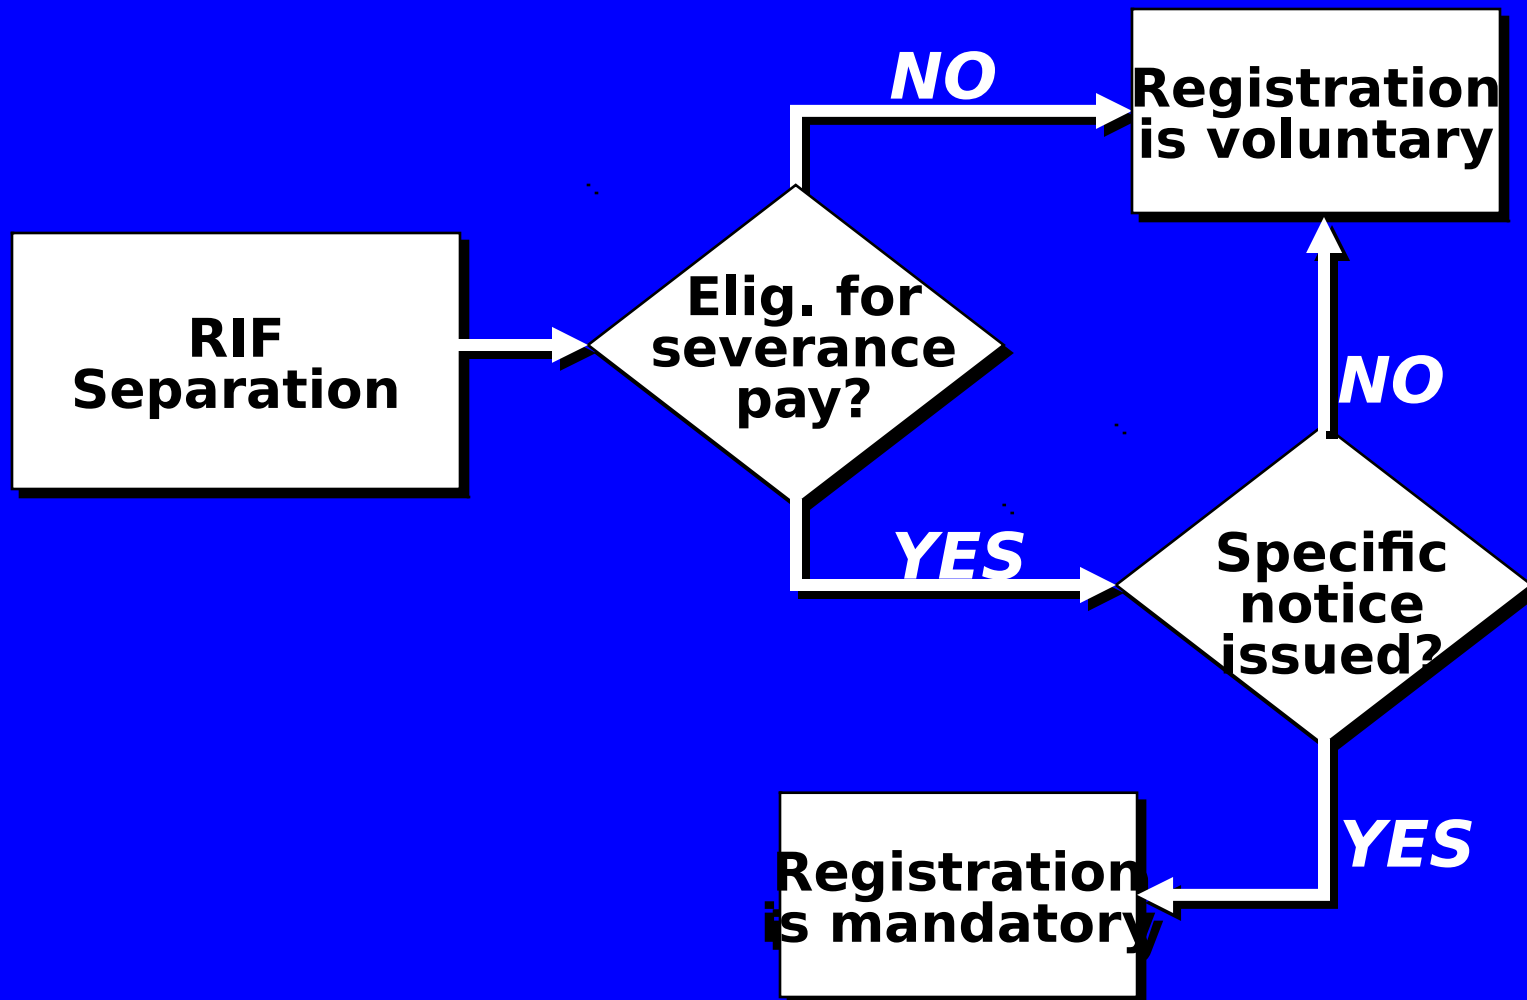 NO
Registration
is voluntary
RIF
Separation
Elig. for
severance
pay?
NO
YES
Specific
notice
issued?
YES
Registration
is mandatory